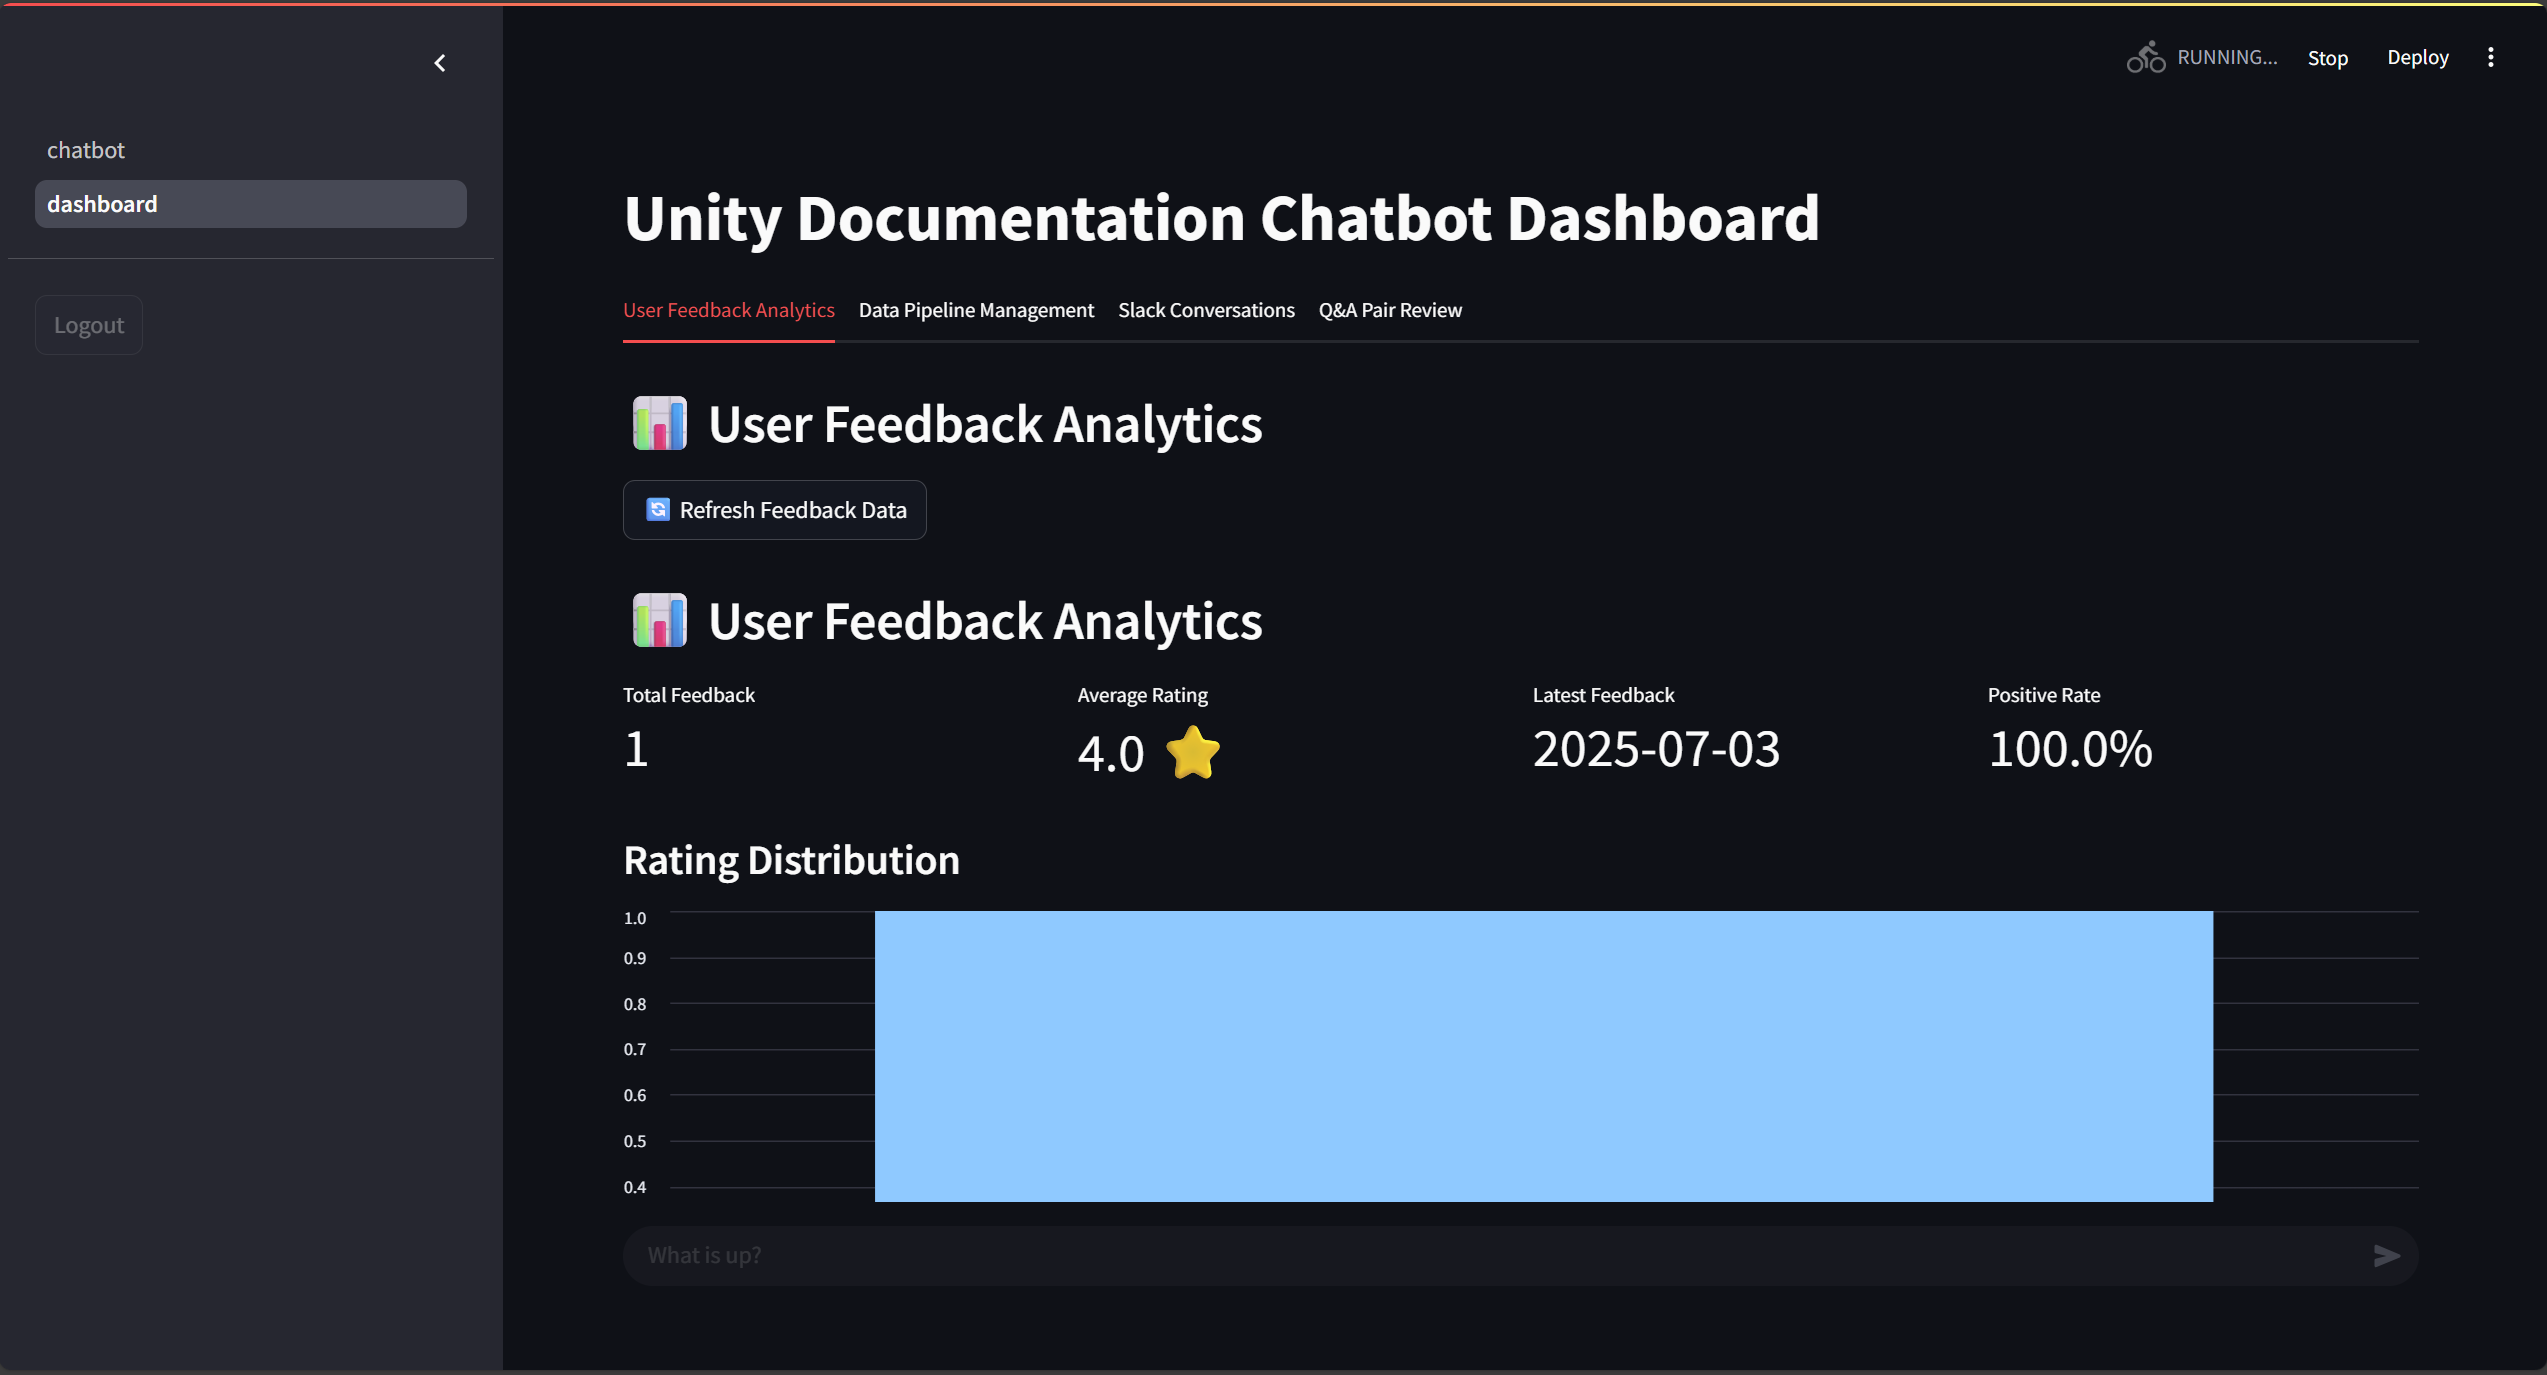 RUNNING...
Stop
Deploy
chatbot
dashboard
Logout
Unity Documentation Chatbot Dashboard
User Feedback Analytics Data Pipeline Management Slack Conversations Q&A Pair Review
User Feedback Analytics
Refresh Feedback Data
User Feedback Analytics
Total Feedback
1
Average Rating
4.0
Latest Feedback
2025-07-03
Positive Rate
100.0%
Rating Distribution
1.0
0.9
0.8
0.7
0.6
0.5
0.4
What is up?